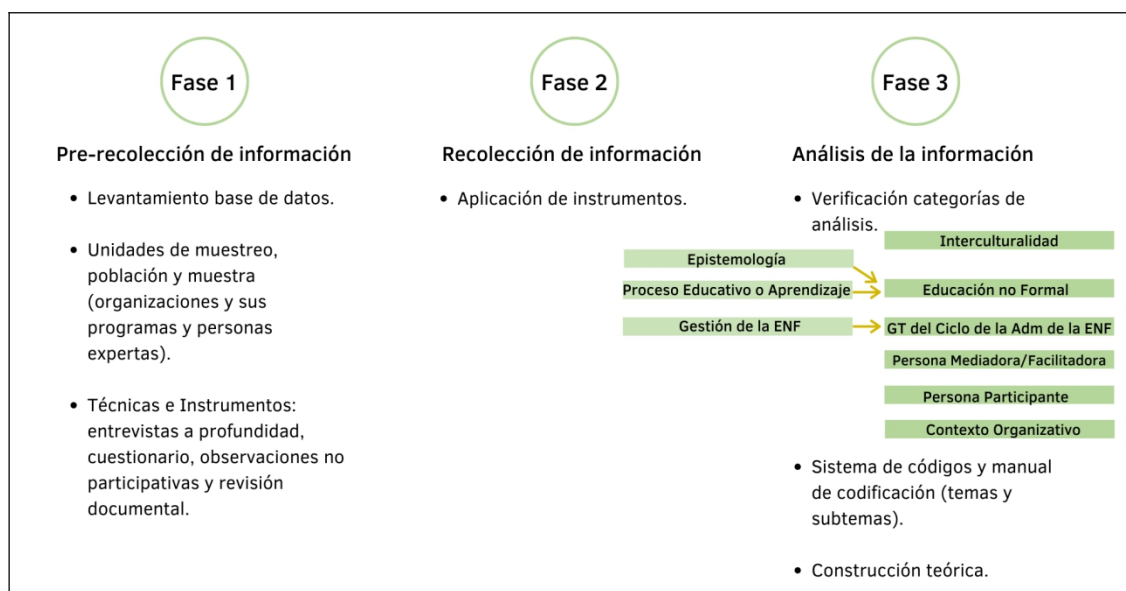 Fase 1
Pre-recolección de información
• Levantamiento base de datos.
• Unidades de muestreo,
población y muestra
(organizaciones y sus
programas y personas
expertas).
• Técnicas e Instrumentos:
entrevistas a profundidad,
cuestionario, observaciones no
participativas y revisión
documental.
Fase 2
Recolección de información
• Aplicación de instrumentos.
Fase 3
Análisis de la información
• Verificación categorías de
análisis.
Epistemología
Proceso Educativo o Aprendizaje
Gestión de la ENF
Interculturalidad
Educación no Formal
GT del Ciclo de la Adm de la ENF
Persona Mediadora/Facilitadora
Persona Participante
Contexto Organizativo
• Sistema de códigos y manual
de codificación (temas y
subtemas).
• Construcción teórica.